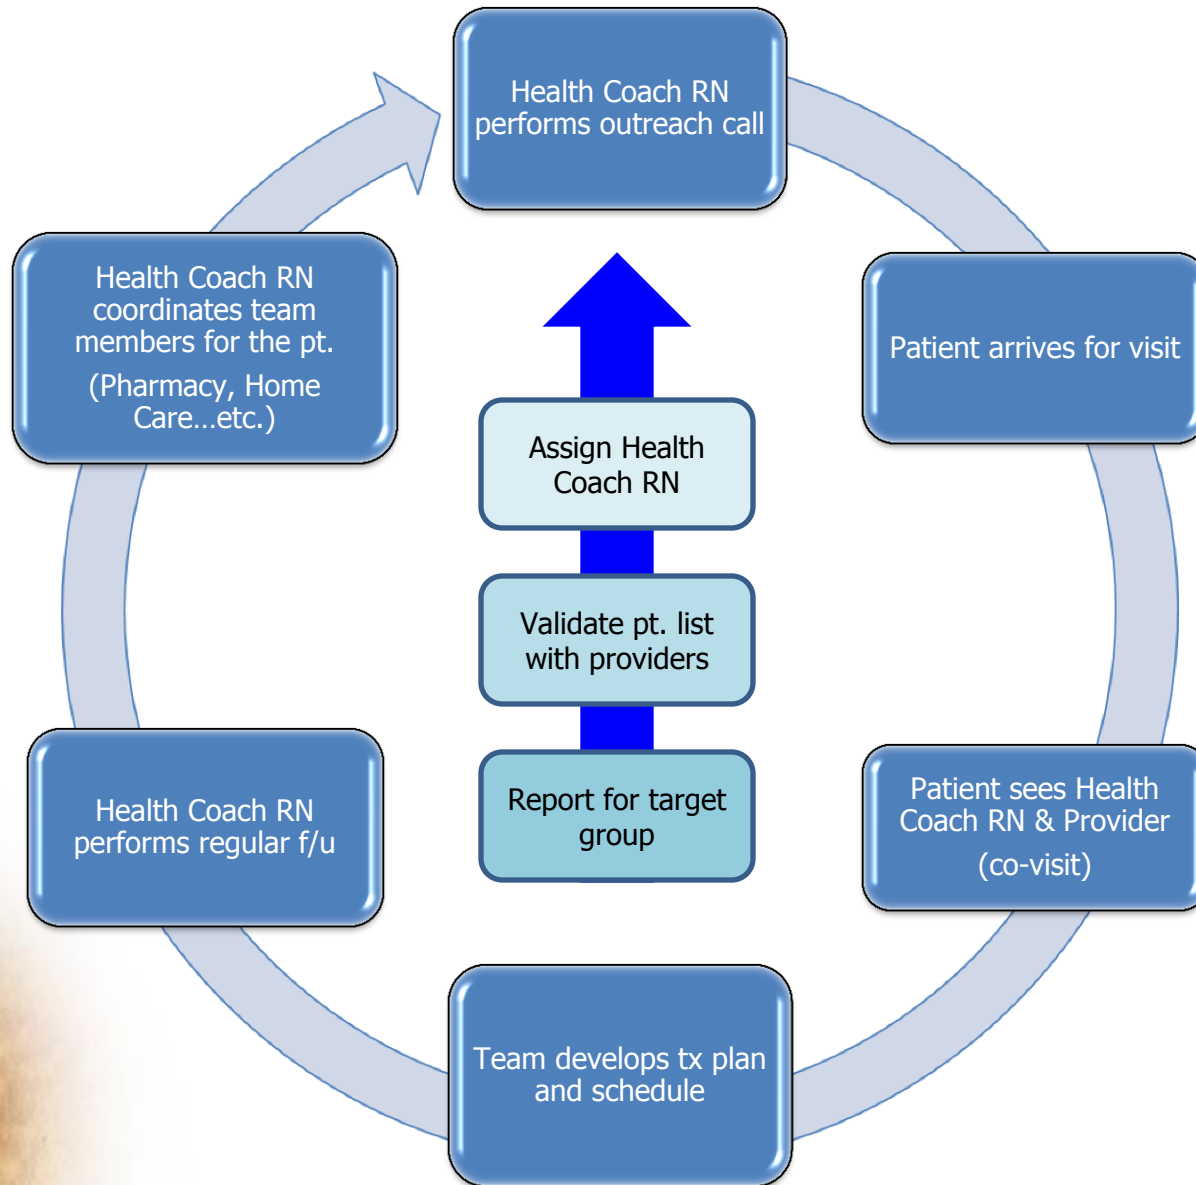 Health Coach RN
performs outreach call
Patient arrives for visit
Patient sees Health
Coach RN & Provider
(co-visit)
Team develops tx plan
and schedule
Health Coach RN
performs regular f/u
Health Coach RN
coordinates team
members for the pt.
(Pharmacy, Home
Care…etc.)
Assign Health
Coach RN
Validate pt. list
with providers
Report for target
group